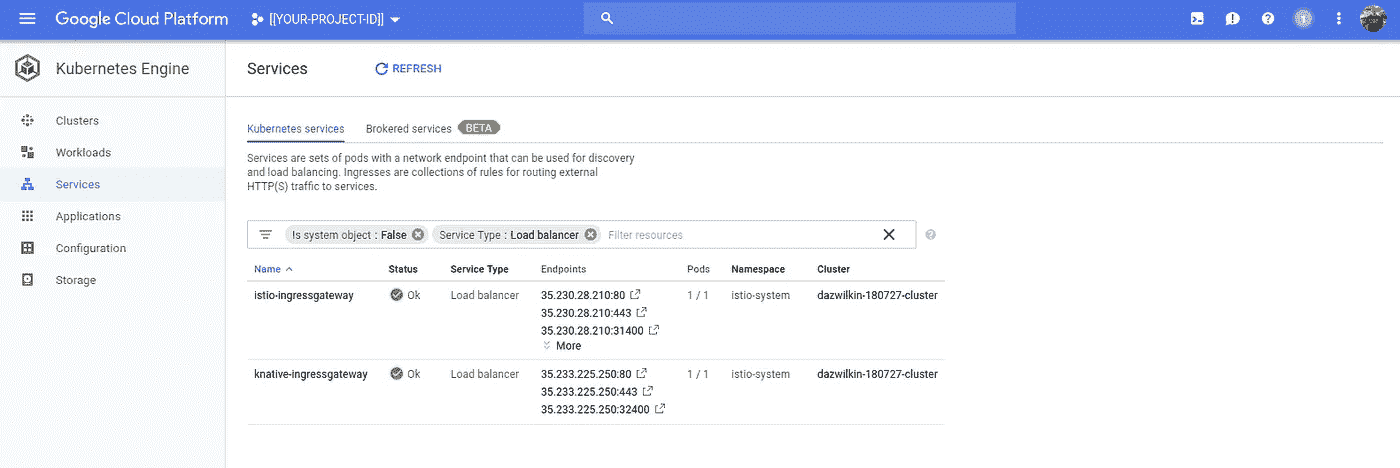 Google Cloud Platform [[YOUR-PROJECT-ID]]
Kubernetes Engine
Services REFRESH
Clusters
Workloads
Services
Applications
Configuration
Storage
Kubernetes services Brokered services BETA
Services are sets of pods with a network endpoint that can be used for discovery
and load balancing. Ingresses are collections of rules for routing external
HTTP(S) traffic to services.
Is system object : False Service Type : Load balancer Filter resources
Name Status Service Type Endpoints Pods Namespace Cluster
istio-ingressgateway Ok Load balancer 35.230.28.210:80 1 / 1 istio-system dazwilkin-180727-cluster
35.230.28.210:443
35.230.28.210:31400
More
knative-ingressgateway Ok Load balancer 35.233.225.250:80 1 / 1 istio-system dazwilkin-180727-cluster
35.233.225.250:443
35.233.225.250:32400